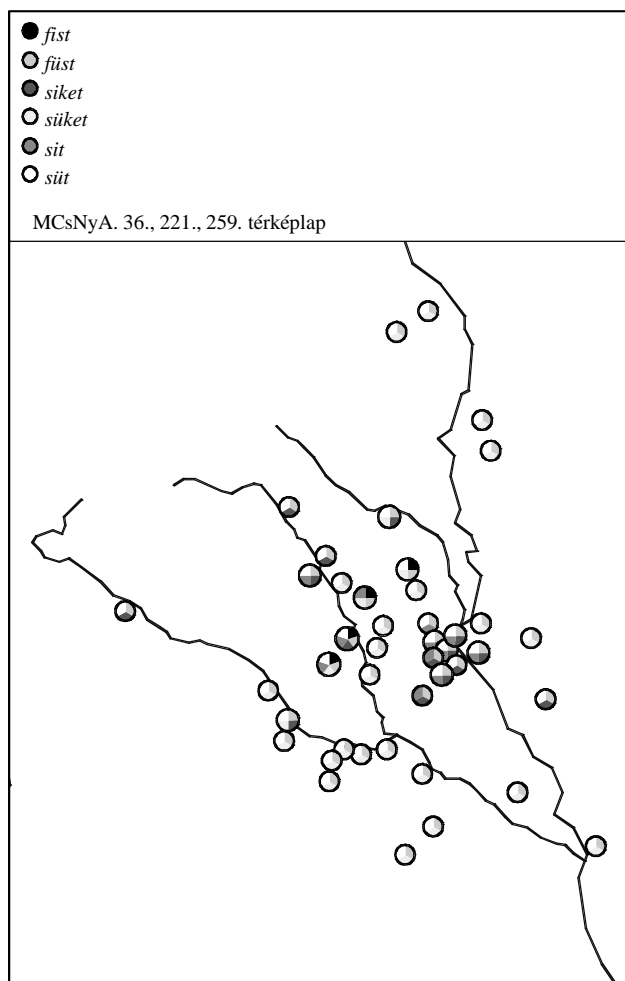 fist
füst
siket
süket
sit
süt
MCsNyA. 36., 221., 259. térképlap